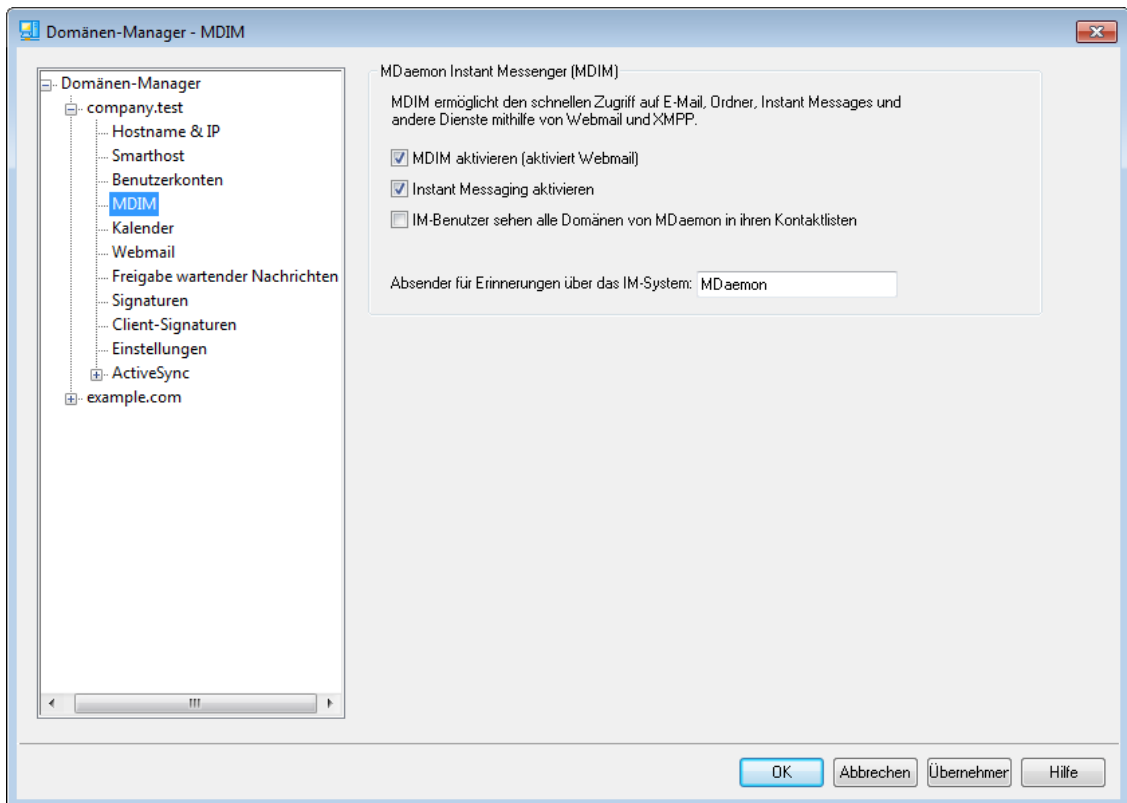 Domänen-Manager - MDIM
Domänen-Manager
company.test
Hostname & IP
Smarthost
Benutzerkonten
MDIM
Kalender
Webmail
Freigabe wartender Nachrichten
Signaturen
Client-Signaturen
Einstellungen
ActiveSync
example.com
MDaemon Instant Messenger (MDIM)
MDIM ermöglicht den schnellen Zugriff auf E-Mail, Ordner, Instant Messages und
andere Dienste mithilfe von Webmail und XMPP.
MDIM aktivieren (aktiviert Webmail)
Instant Messaging aktivieren
IM-Benutzer sehen alle Domänen von MDaemon in ihren Kontaktlisten
Absender für Erinnerungen über das IM-System: MDaemon
OK Abbrechen Übernehmer Hilfe